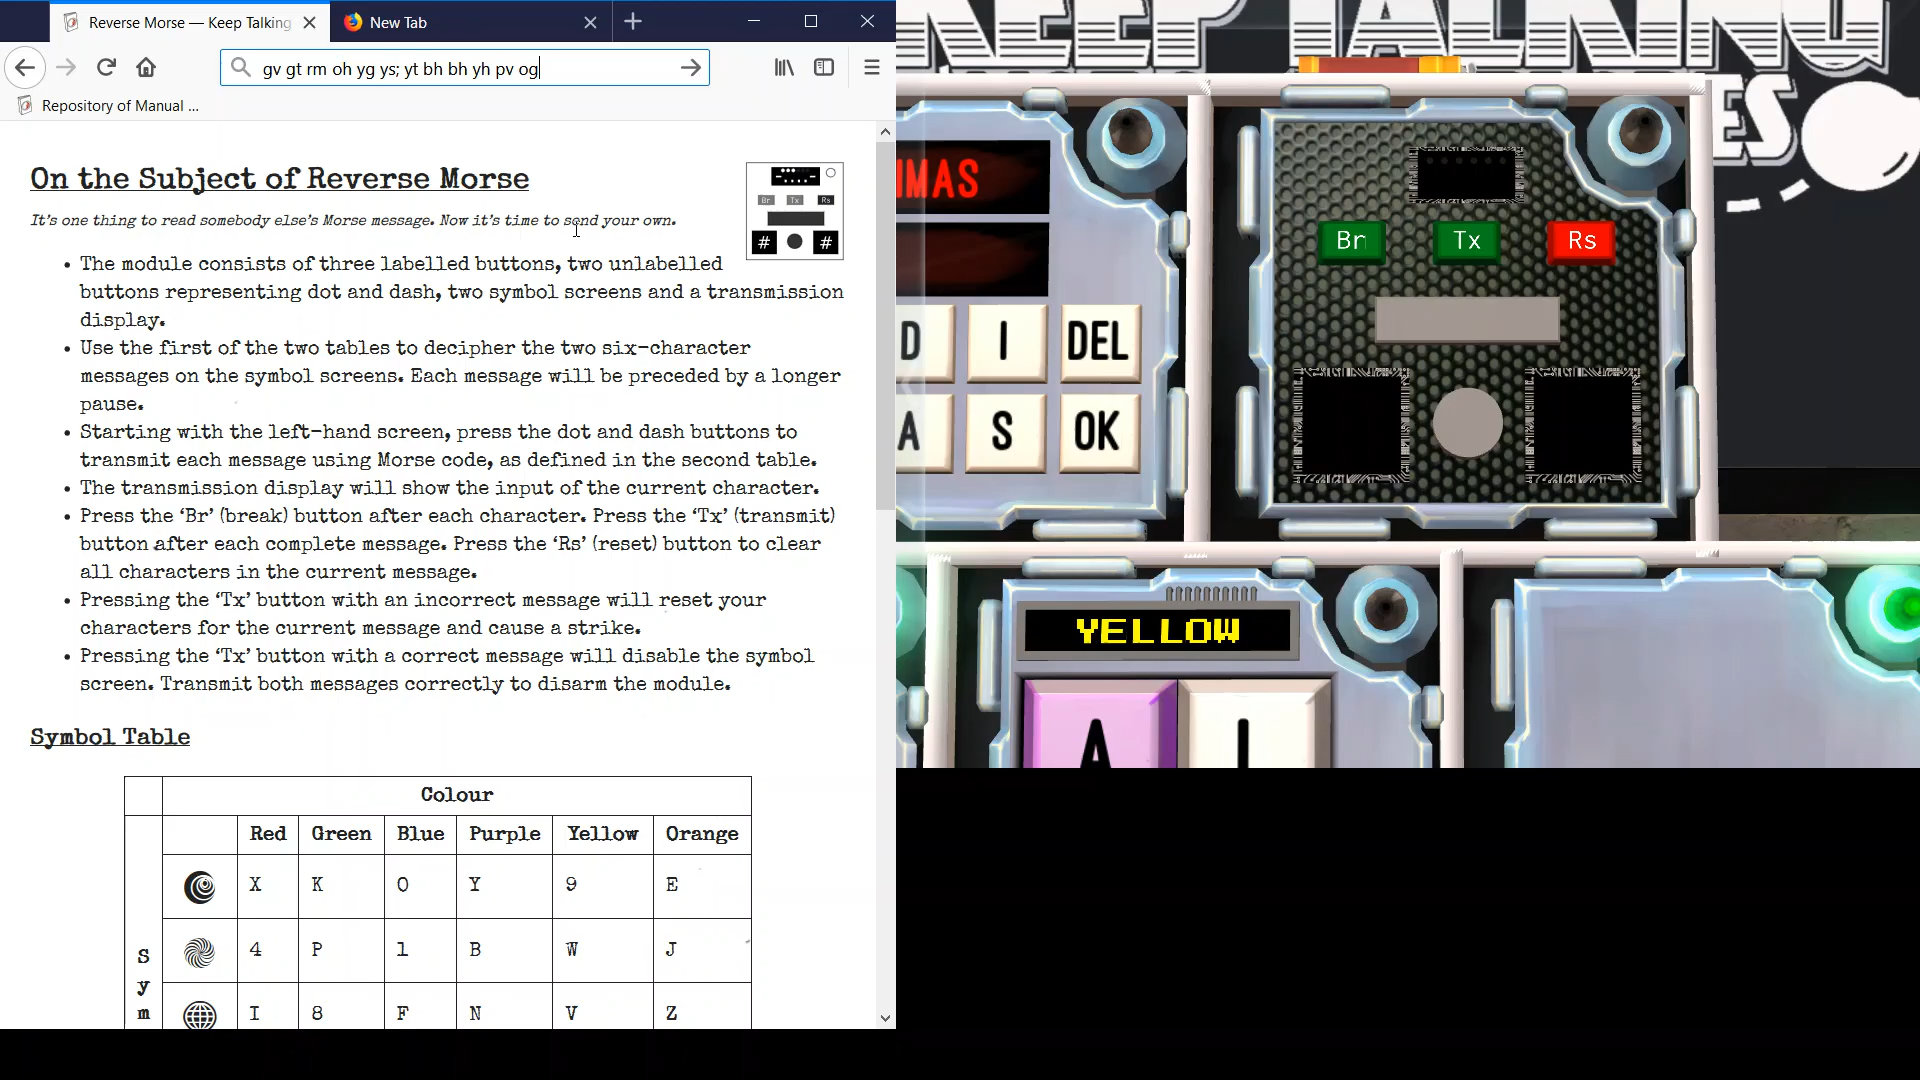 Reverse Morse — Keep Talking
New Tab
gv gt rm oh yg ys; yt bh bh yh pv og
Repository of Manual ...
On the Subject of Reverse Morse
It's one thing to read somebody else's Morse message. Now it's time to send your own.
Br Tx Rs
# #
• The module consists of three labelled buttons, two unlabelled
buttons representing dot and dash, two symbol screens and a transmission
display.
• Use the first of the two tables to decipher the two six-character
messages on the symbol screens. Each message will be preceded by a longer
pause.
• Starting with the left-hand screen, press the dot and dash buttons to
transmit each message using Morse code, as defined in the second table.
• The transmission display will show the input of the current character.
• Press the ‘Br’ (break) button after each character. Press the ‘Tx’ (transmit)
button after each complete message. Press the ‘Rs’ (reset) button to clear
all characters in the current message.
• Pressing the ‘Tx’ button with an incorrect message will reset your
characters for the current message and cause a strike.
• Pressing the ‘Tx’ button with a correct message will disable the symbol
screen. Transmit both messages correctly to disarm the module.
Symbol Table
Colour
Red Green Blue Purple Yellow Orange
X K 0 Y 9 E
4 P 1 B W J
I 8 F N V Z
S
y
m
KEEP TALKING
ES
IMAS
D I DEL
A S OK
Br Tx Rs
YELLOW
A I